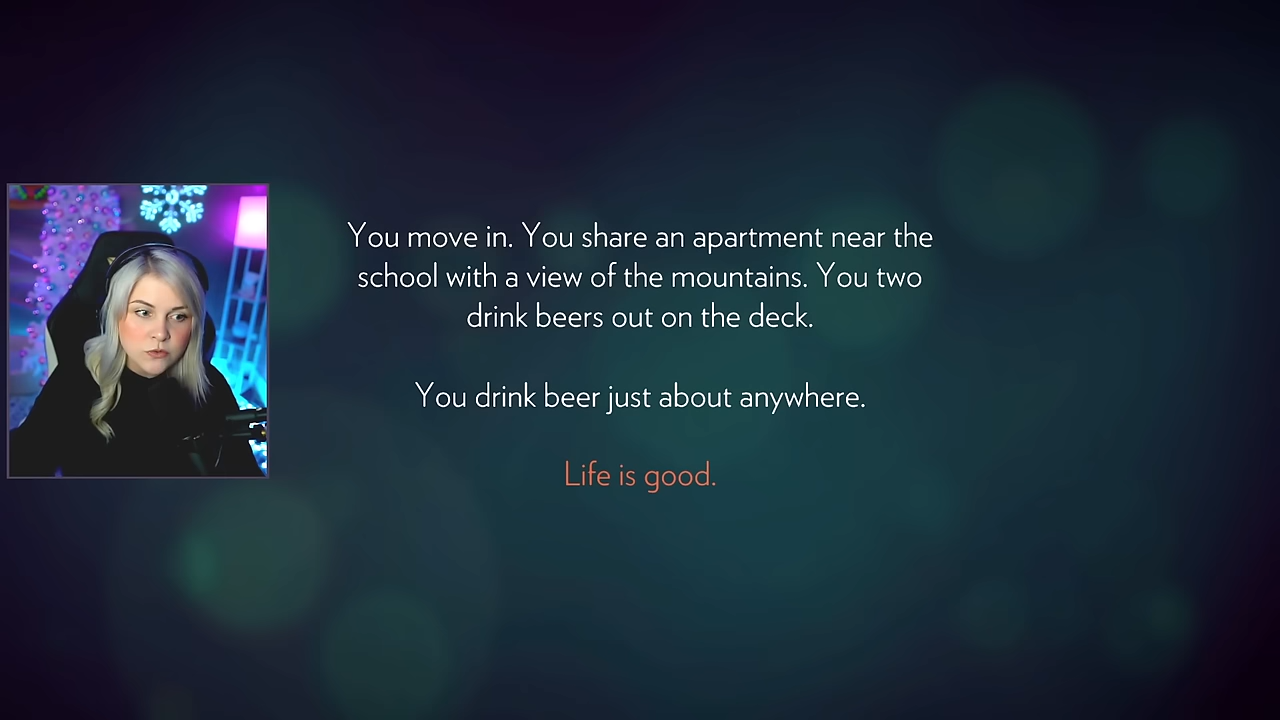 You move in. You share an apartment near the
school with a view of the mountains. You two
drink beers out on the deck.
You drink beer just about anywhere.
Life is good.